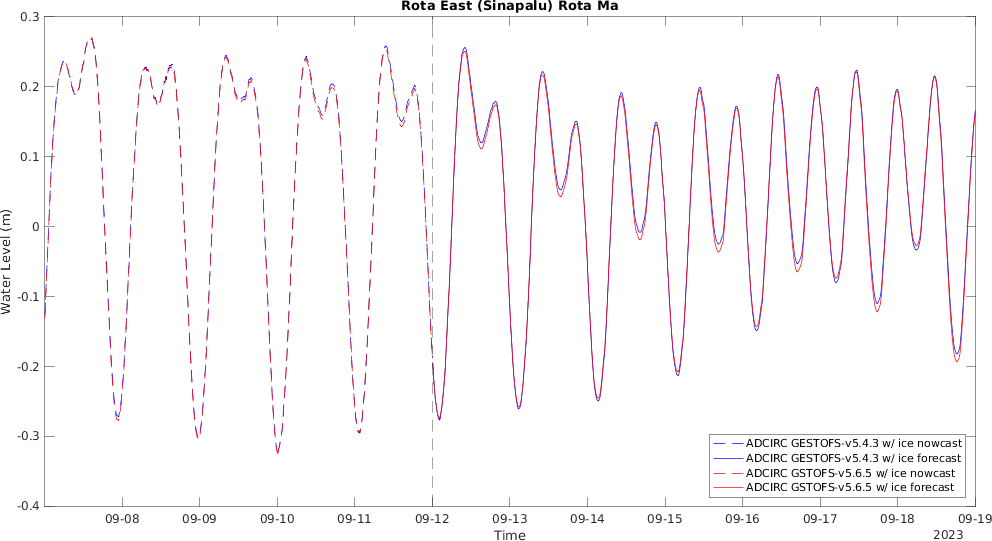 Rota East (Sinapalu) Rota Ma
0.3
0.2
0.1
0
-0.1
-0.2
-0.3
-0.4
Water Level (m)
ADCIRC GESTOFS-v5.4.3 w/ ice nowcast
ADCIRC GESTOFS-v5.4.3 w/ ice forecast
ADCIRC GSTOFS-v5.6.5 w/ ice nowcast
ADCIRC GSTOFS-v5.6.5 w/ ice forecast
09-08 09-09 09-10 09-11 09-12 09-13 09-14 09-15 09-16 09-17 09-18 09-19
Time
2023